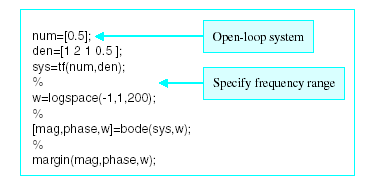 num=[0.5];
Open-loop system
den=[1 2 1 0.5 ];
sys=tf(num,den);
%
Specify frequency range
w=logspace(-1,1,200);
%
[mag,phase,w]=bode(sys,w);
%
margin(mag,phase,w);